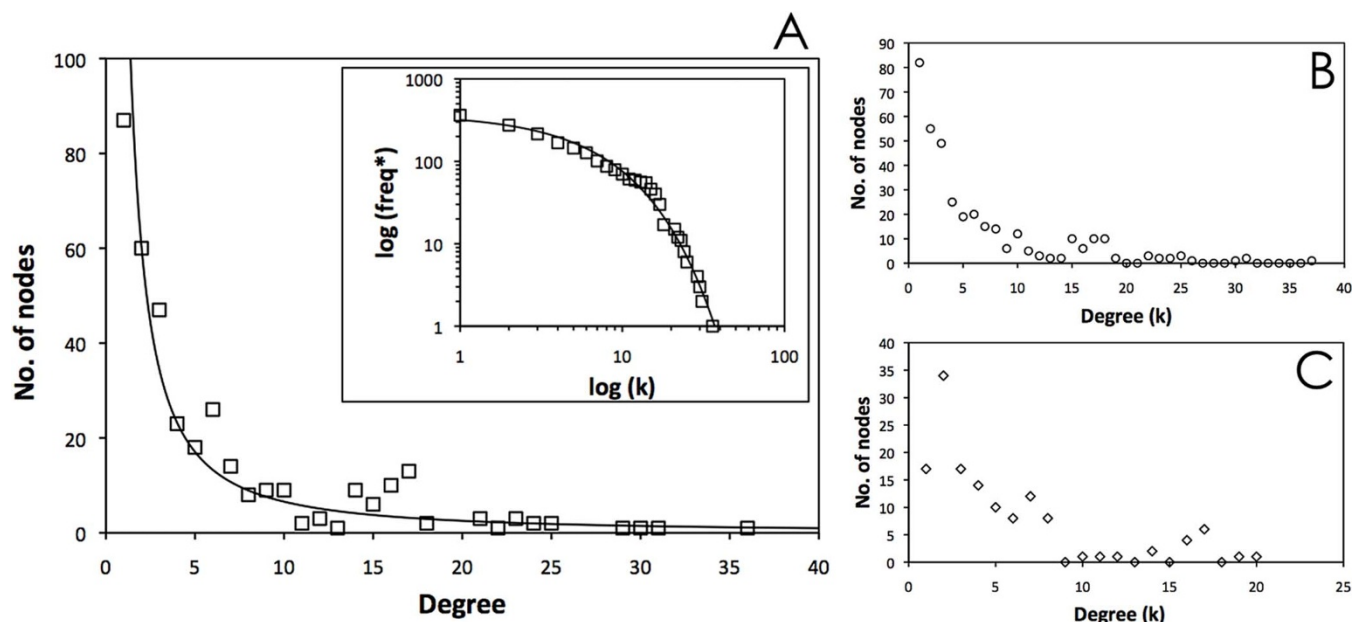 A
100
80
60
40
20
0
No. of nodes
0 5 10 15 20 25 30 35 40
Degree
1000
100
10
1
log (freq*)
1 10 100
log (k)
B
90
80
70
60
50
40
30
20
10
0
No. of nodes
0 5 10 15 20 25 30 35 40
Degree (k)
C
40
35
30
25
20
15
10
5
0
No. of nodes
0 5 10 15 20 25
Degree (k)